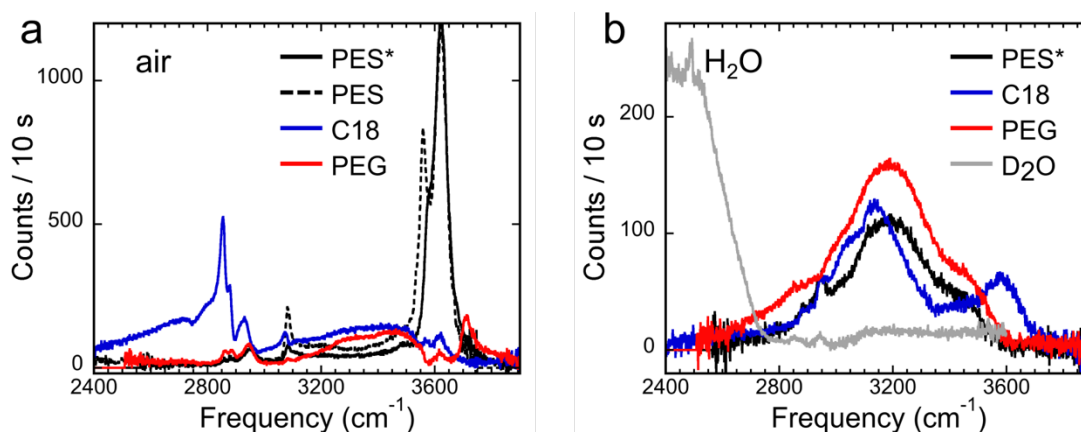 a
air
PES*
PES
C18
PEG
1000
500
0
Counts / 10 s
2400 2800 3200 3600
Frequency (cm⁻¹)
b
H₂O
PES*
C18
PEG
D₂O
200
100
0
Counts / 10 s
2400 2800 3200 3600
Frequency (cm⁻¹)